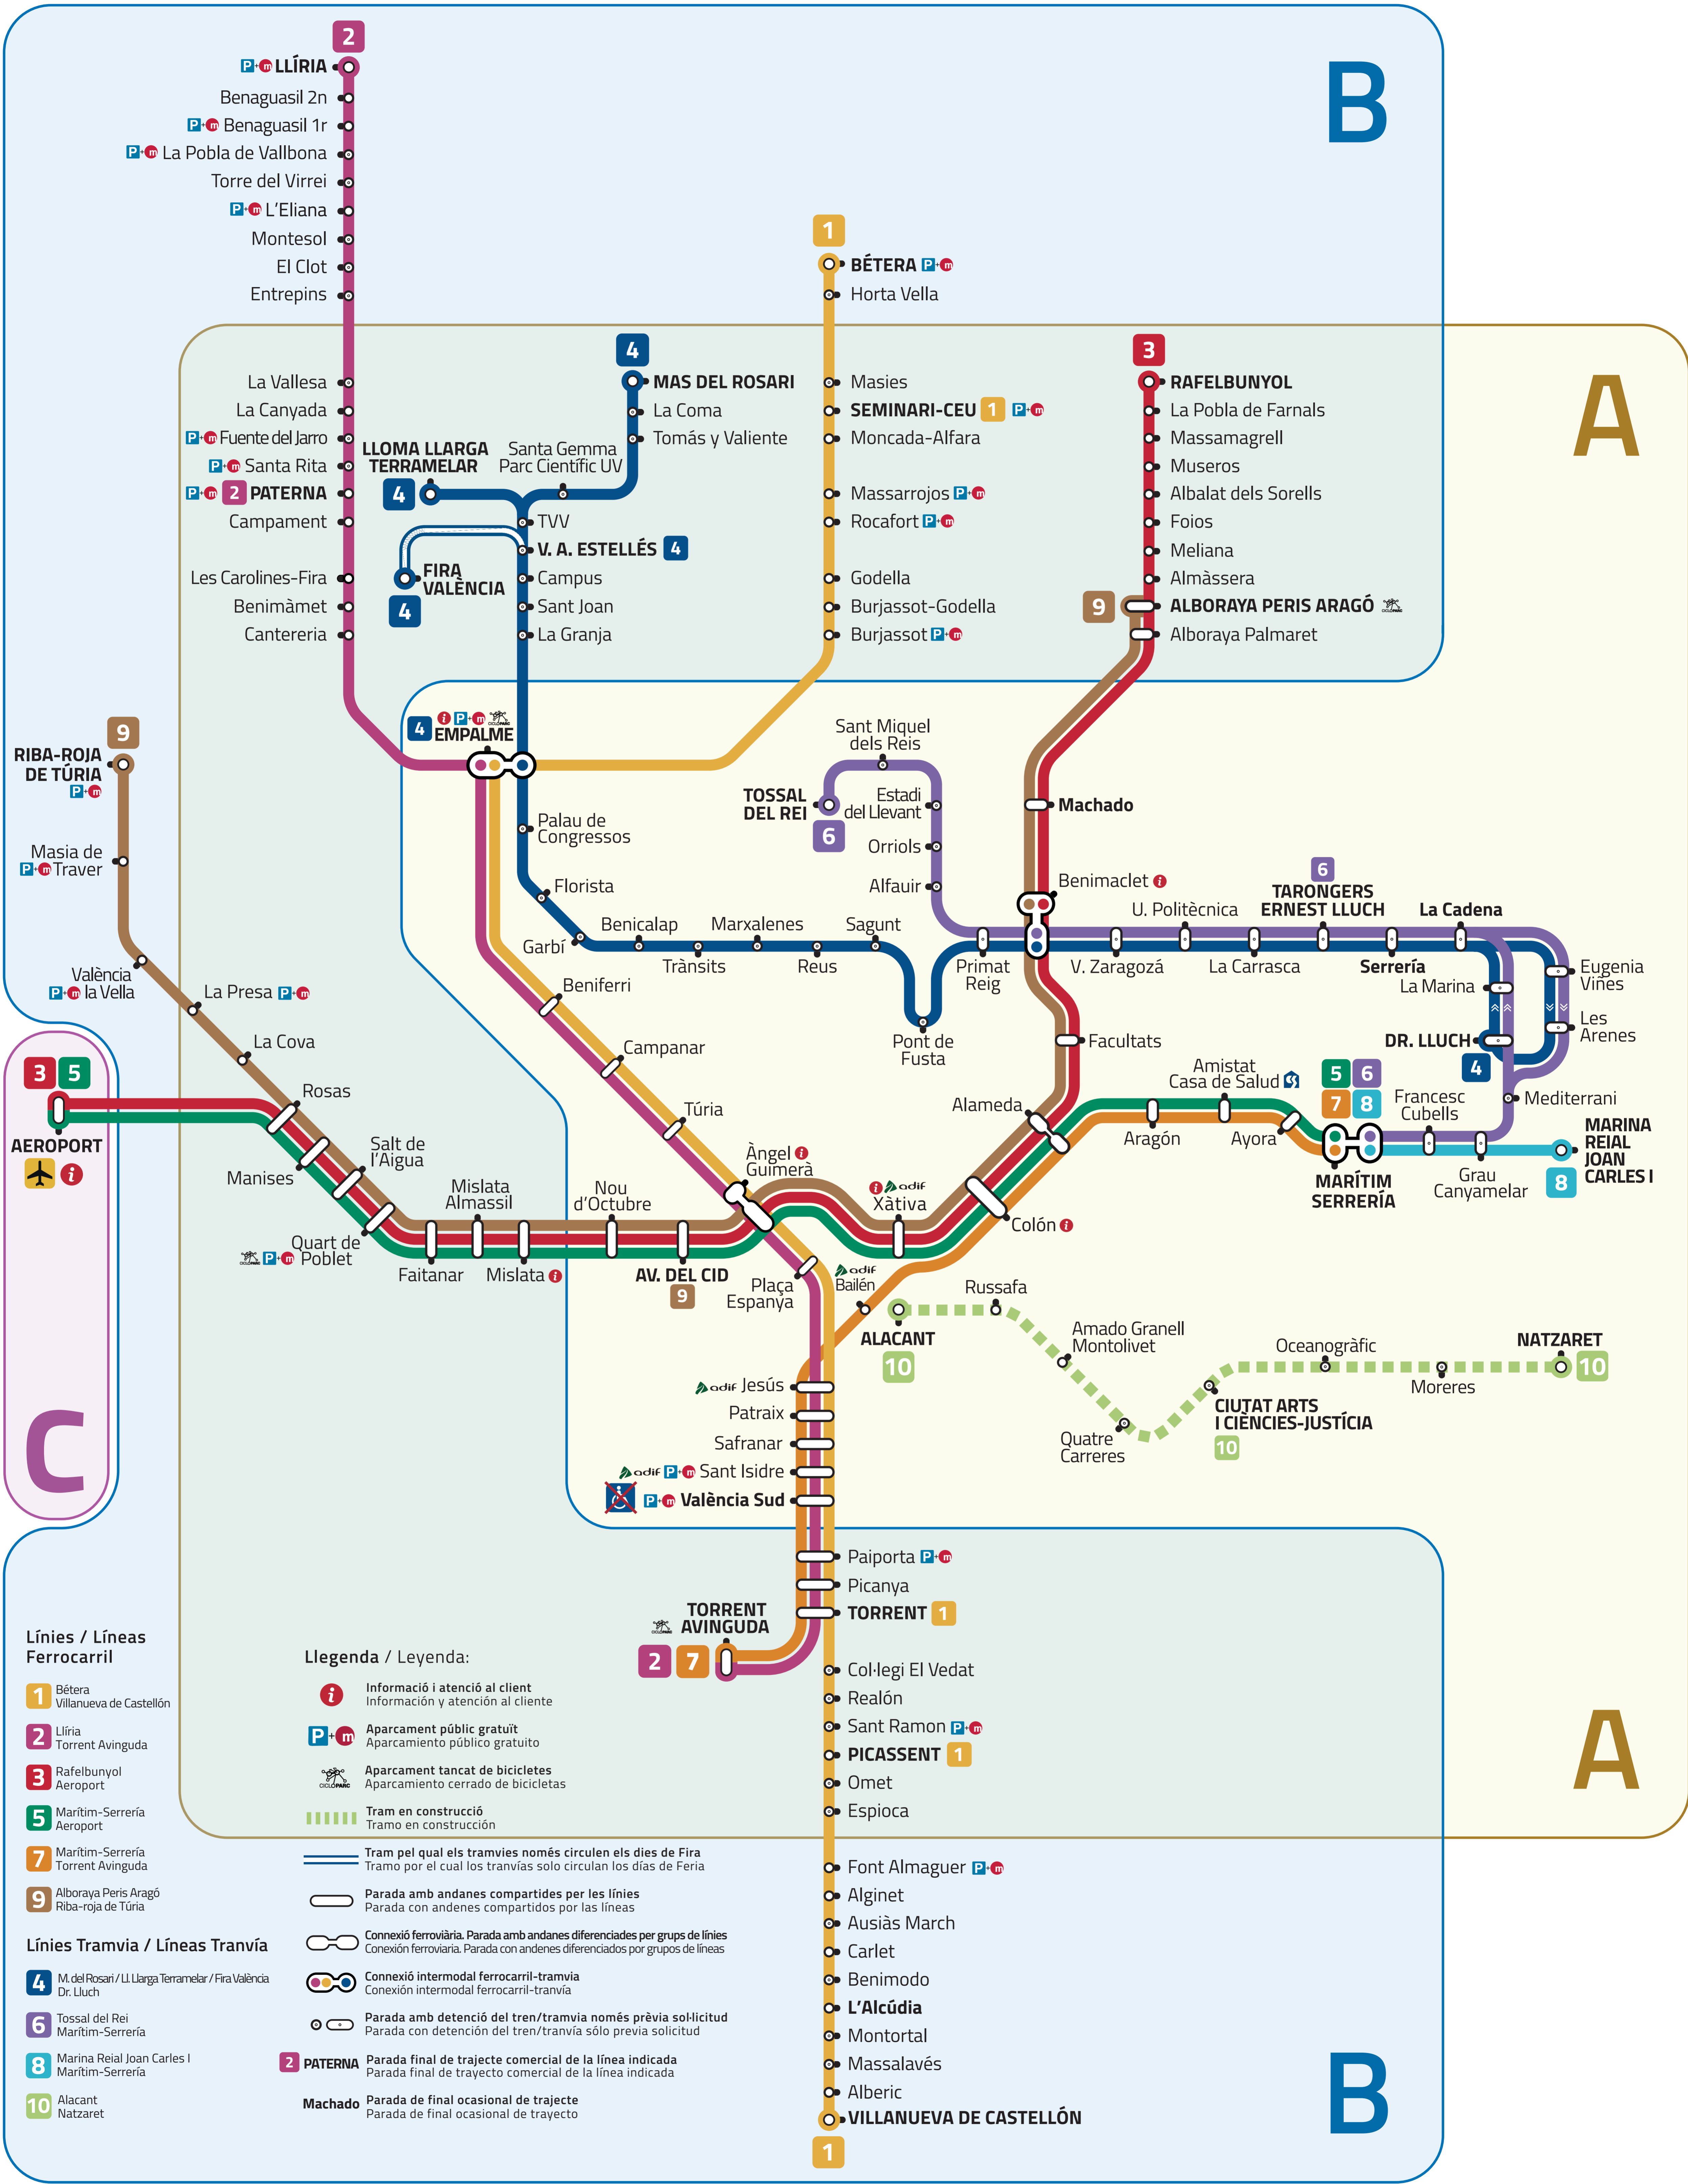 2
LLÍRIA
Benaguasil 2n
Benaguasil 1r
La Pobla de Vallbona
Torre del Virrei
L'Eliana
Montesol
El Clot
Entrepins
La Vallesa
La Canyada
Fuente del Jarro
Santa Rita
2 PATERNA
Campament
Les Carolines-Fira
Benimàmet
Cantereria
B
1
BÉTERA
Horta Vella
Masies
SEMINARI-CEU 1
Moncada-Alfara
Massarrojos
Rocafort
Godella
Burjassot-Godella
Burjassot
4
MAS DEL ROSARI
La Coma
Tomás y Valiente
Santa Gemma
Parc Científic UV
LLOMA LLARGA
TERRAMELAR
4
TVV
V. A. ESTELLÉS 4
FIRA
VALÈNCIA
4
Campus
Sant Joan
La Granja
3
RAFELBUNYOL
La Pobla de Farnals
Massamagrell
Museros
Albalat dels Sorells
Foios
Meliana
Almàssera
9
ALBORAYA PERIS ARAGÓ
Alboraya Palmaret
A
4
EMPALME
Palau de
Congressos
Florista
Garbí
Benicalap
Trànsits
Marxalenes
Reus
Sagunt
Pont de
Fusta
Primat
Reig
Sant Miquel
dels Reis
TOSSAL
DEL REI
6
Estadi
del Llevant
Orriols
Alfauir
Machado
Benimaclet
V. Zaragozá
U. Politècnica
La Carrasca
6
TARONGERS
ERNEST LLUCH
Serrería
La Cadena
La Marina
Eugenia
Viñes
Les
Arenes
DR. LLUCH
4
Mediterrani
9
RIBA-ROJA
DE TÚRIA
Masia de
Traver
València
la Vella
La Presa
La Cova
3 5
AEROPORT
C
Rosas
Manises
Salt de
l'Aigua
Quart de
Poblet
Faitanar
Mislata
Almassil
Mislata
Nou
d'Octubre
AV. DEL CID
9
Beniferri
Campanar
Túria
Àngel
Guimerà
Plaça
Espanya
adif
Xàtiva
Colón
Alameda
Facultats
Aragón
Amistat
Casa de Salud
Ayora
5 6
7 8
MARÍTIM
SERRERÍA
Francesc
Cubells
Grau
Canyamelar
MARINA
REIAL
JOAN
CARLES I
8
adif
Bailén
ALACANT
10
Russafa
Amado Granell
Montolivet
Quatre
Carreres
CIUTAT ARTS
I CIÈNCIES-JUSTÍCIA
10
Oceanogràfic
Moreres
NATZARET
10
adif Jesús
Patraix
Safranar
adif Sant Isidre
València Sud
Paiporta
Picanya
TORRENT 1
TORRENT
AVINGUDA
2 7
Col·legi El Vedat
Realón
Sant Ramon
PICASSENT 1
Omet
Espioca
Font Almaguer
Alginet
Ausiàs March
Carlet
Benimodo
L'Alcúdia
Montortal
Massalavés
Alberic
VILLANUEVA DE CASTELLÓN
1
A
B
Línies / Líneas
Ferrocarril
1 Bétera
Villanueva de Castellón
2 Llíria
Torrent Avinguda
3 Rafelbunyol
Aeroport
5 Marítim-Serrería
Aeroport
7 Marítim-Serrería
Torrent Avinguda
9 Alboraya Peris Aragó
Riba-roja de Túria
Línies Tramvia / Líneas Tranvía
4 M. del Rosari / Ll. Llarga Terramelar / Fira València
Dr. Lluch
6 Tossal del Rei
Marítim-Serrería
8 Marina Reial Joan Carles I
Marítim-Serrería
10 Alacant
Natzaret
Llegenda / Leyenda:
Informació i atenció al client
Información y atención al cliente
P+m Aparcament públic gratuït
Aparcamiento público gratuito
CICLOPARC Aparcament tancat de bicicletes
Aparcamiento cerrado de bicicletas
Tram en construcció
Tramo en construcción
Tram pel qual els tramvies només circulen els dies de Fira
Tramo por el cual los tranvías solo circulan los días de Feria
Parada amb andanes compartides per les línies
Parada con andenes compartidos por las líneas
Connexió ferroviària. Parada amb andanes diferenciades per grups de línies
Conexión ferroviaria. Parada con andenes diferenciados por grupos de líneas
Connexió intermodal ferrocarril-tramvia
Conexión intermodal ferrocarril-tranvía
Parada amb detenció del tren/tramvia només prèvia sol·licitud
Parada con detención del tren/tranvía sólo previa solicitud
2 PATERNA Parada final de trajecte comercial de la línia indicada
Parada final de trayecto comercial de la línea indicada
Machado Parada de final ocasional de trajecte
Parada de final ocasional de trayecto